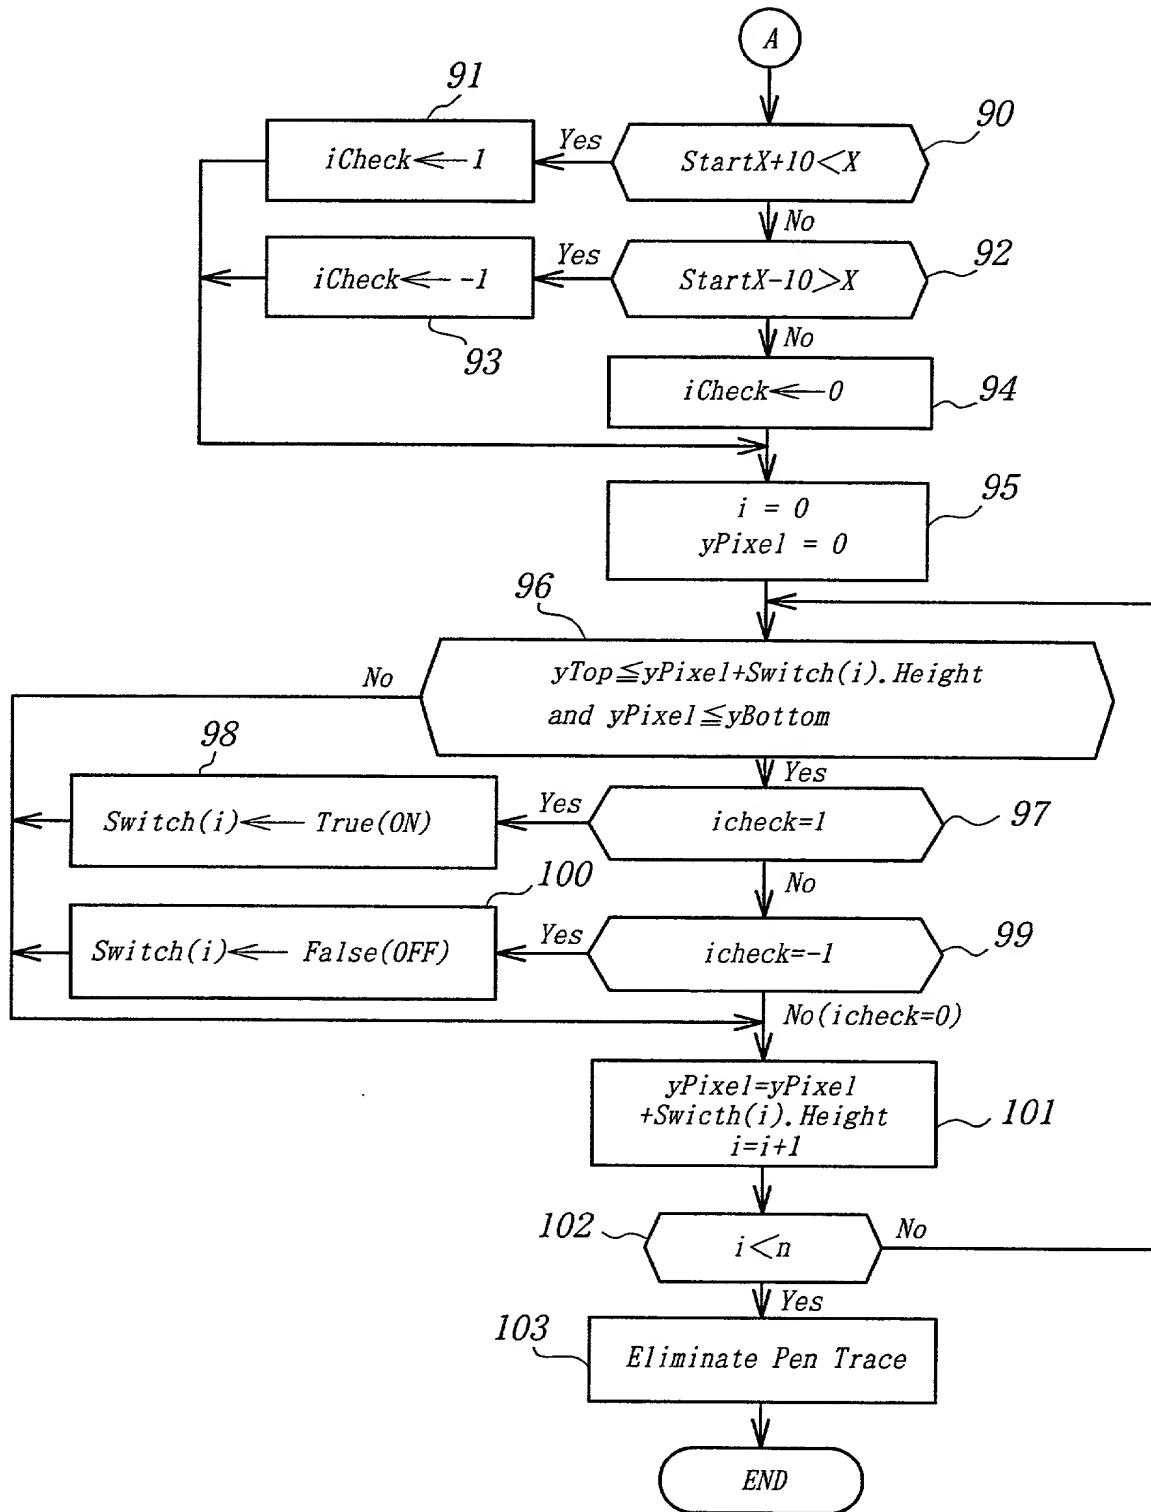 A
91
90
iCheck←1
Yes
StartX+10<X
No
92
iCheck←-1
Yes
StartX-10>X
93
No
iCheck←0
94
i = 0
yPixel = 0
95
96
No
yTop≦yPixel+Switch(i).Height
and yPixel≦yBottom
98
Yes
Switch(i)← True(ON)
Yes
icheck=1
97
100
No
Switch(i)← False(OFF)
Yes
icheck=-1
99
No(icheck=0)
yPixel=yPixel
+Swicth(i).Height
i=i+1
101
102
i<n
No
Yes
103
Eliminate Pen Trace
END